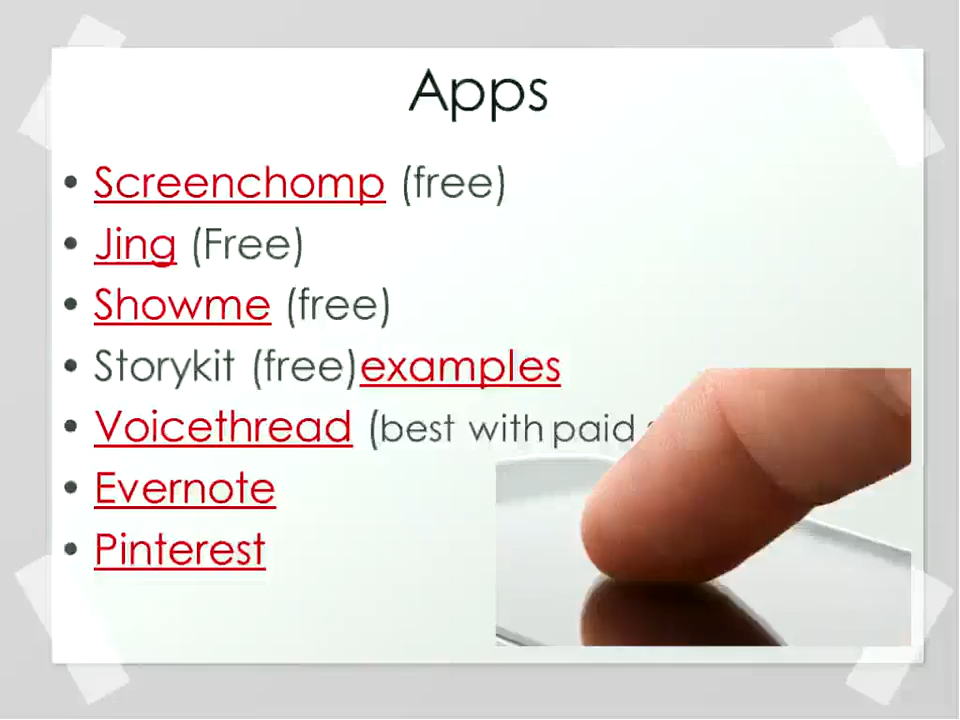 Apps
• Screenchomp (free)
• Jing (Free)
• Showme (free)
• Storykit (free)examples
• Voicethread (best with paid
• Evernote
• Pinterest